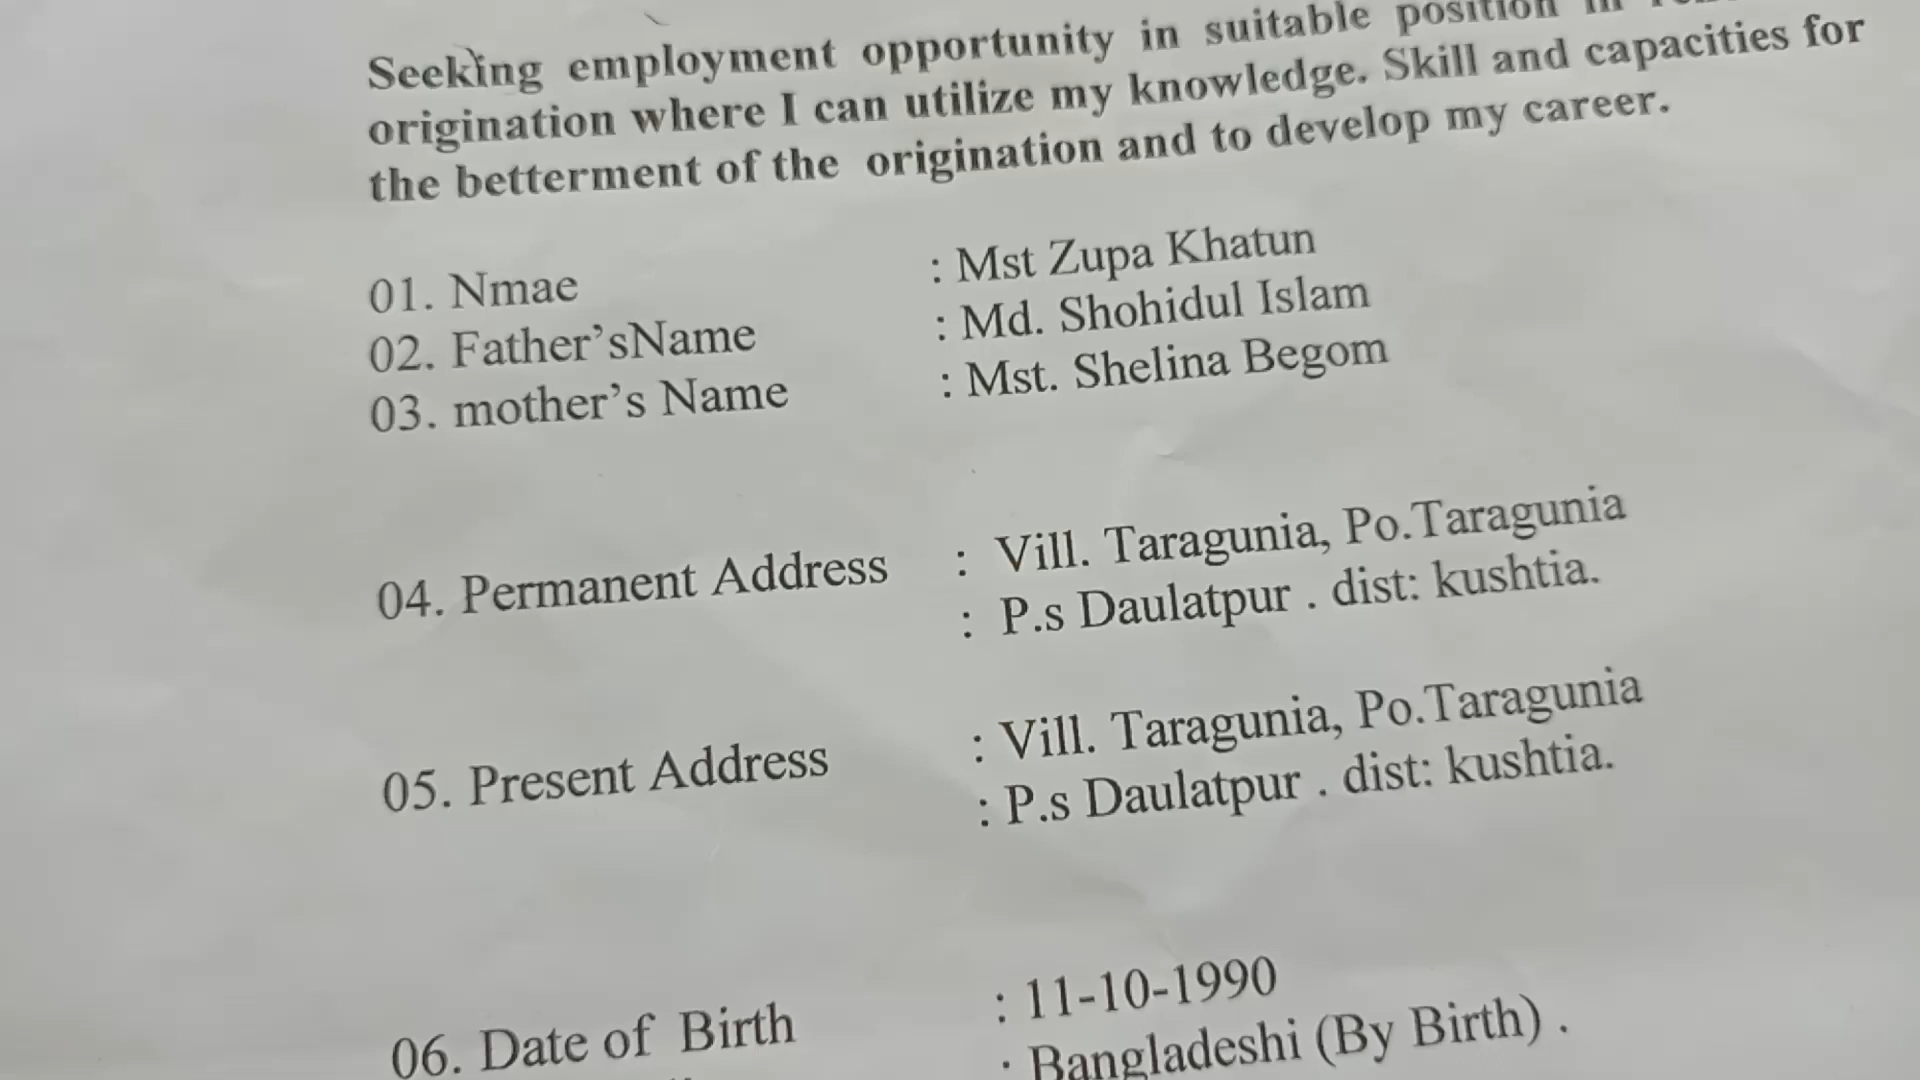 Seeking employment opportunity in suitable position in
origination where I can utilize my knowledge. Skill and capacities for
the betterment of the origination and to develop my career.
01. Nmae : Mst Zupa Khatun
02. Father'sName : Md. Shohidul Islam
03. mother's Name : Mst. Shelina Begom
04. Permanent Address : Vill. Taragunia, Po.Taragunia
: P.s Daulatpur . dist: kushtia.
05. Present Address : Vill. Taragunia, Po.Taragunia
: P.s Daulatpur . dist: kushtia.
06. Date of Birth : 11-10-1990
: Bangladeshi (By Birth) .